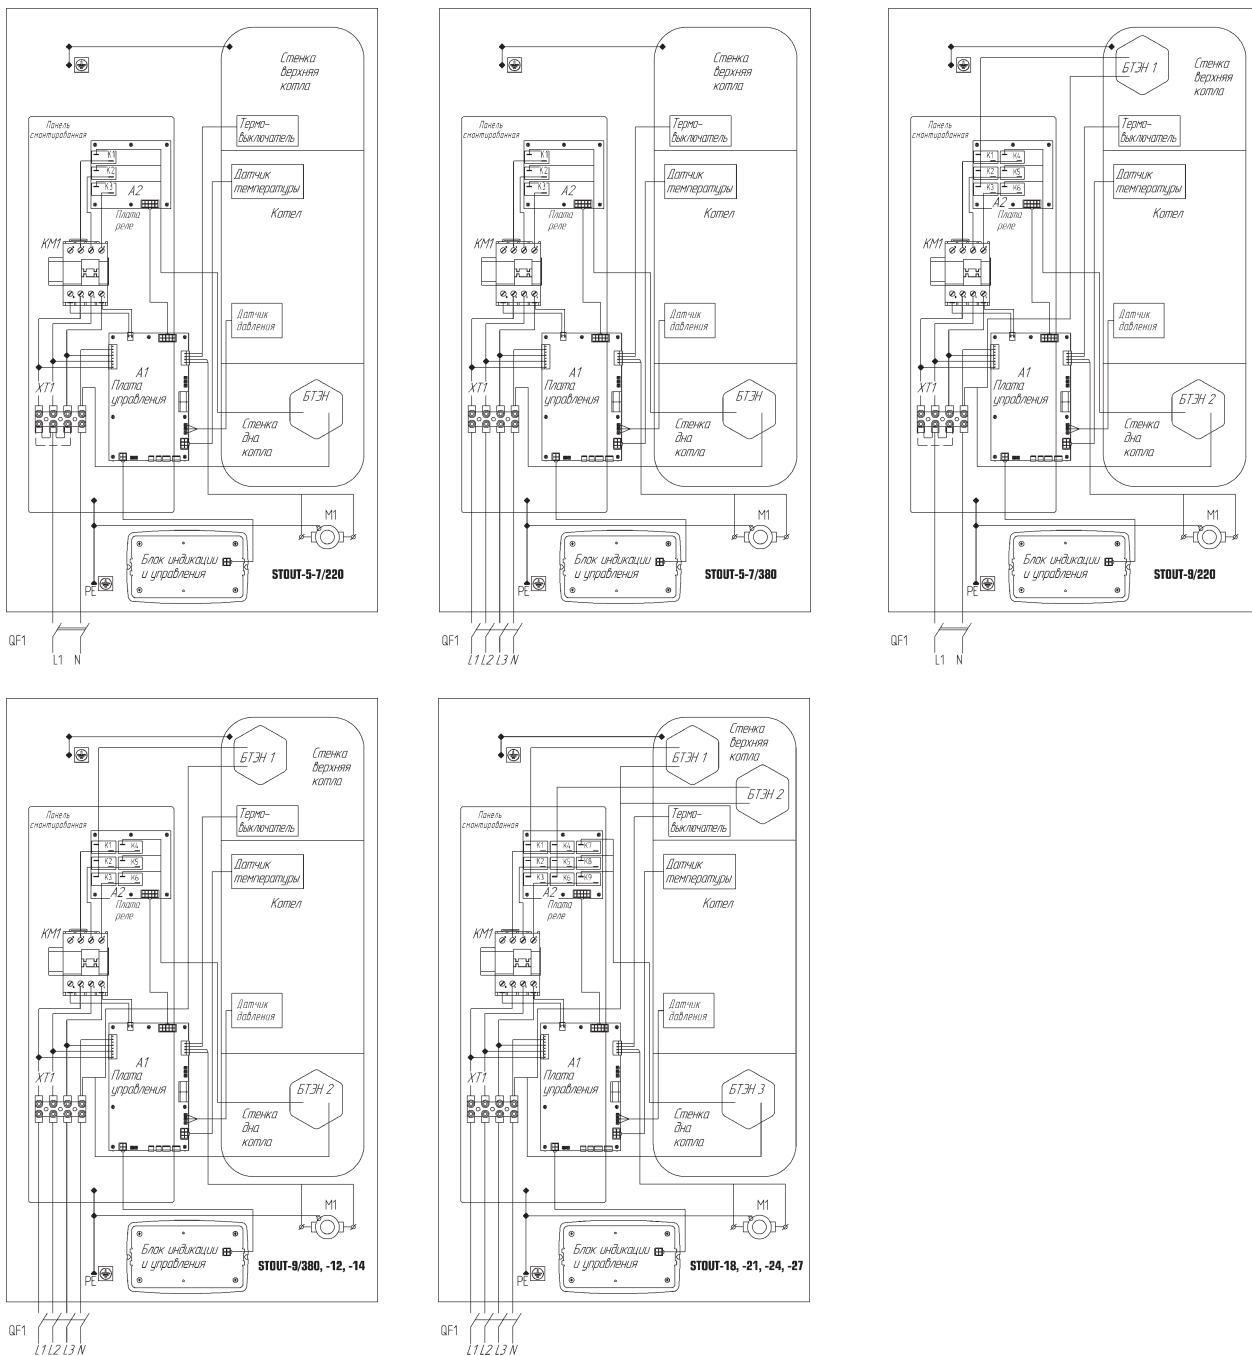 Стенка
верхняя
котла
Панель
смонтированная
Термо-
выключатель
K1
K2
K3
A2
Датчик
температуры
Плата
реле
Котел
KM1
Датчик
давления
A1
XT1
Плата
управления
БТЭН
Стенка
дна
котла
M1
Блок индикации
и управления
STOUT-5-7/220
PE
QF1
L1 N
Стенка
верхняя
котла
Панель
смонтированная
Термо-
выключатель
K1
K2
K3
A2
Датчик
температуры
Плата
реле
Котел
KM1
Датчик
давления
A1
XT1
Плата
управления
БТЭН
Стенка
дна
котла
M1
Блок индикации
и управления
STOUT-5-7/380
PE
QF1
L1 L2 L3 N
БТЭН 1
Стенка
верхняя
котла
Панель
смонтированная
Термо-
выключатель
K1 K4
K2 K5
K3 K6
A2
Датчик
температуры
Плата
реле
Котел
KM1
Датчик
давления
A1
XT1
Плата
управления
БТЭН 2
Стенка
дна
котла
M1
Блок индикации
и управления
STOUT-9/220
PE
QF1
L1 N
БТЭН 1
Стенка
верхняя
котла
Панель
смонтированная
Термо-
выключатель
K1 K4
K2 K5
K3 K6
A2
Датчик
температуры
Плата
реле
Котел
KM1
Датчик
давления
A1
XT1
Плата
управления
БТЭН 2
Стенка
дна
котла
M1
Блок индикации
и управления
STOUT-9/380, -12, -14
PE
QF1
L1 L2 L3 N
Стенка
верхняя
котла
БТЭН 1
БТЭН 2
Панель
смонтированная
Термо-
выключатель
K1 K4 K7
K2 K5 K8
K3 K6 K9
A2
Датчик
температуры
Плата
реле
Котел
KM1
Датчик
давления
A1
XT1
Плата
управления
БТЭН 3
Стенка
дна
котла
M1
Блок индикации
и управления
STOUT-18, -21, -24, -27
PE
QF1
L1 L2 L3 N